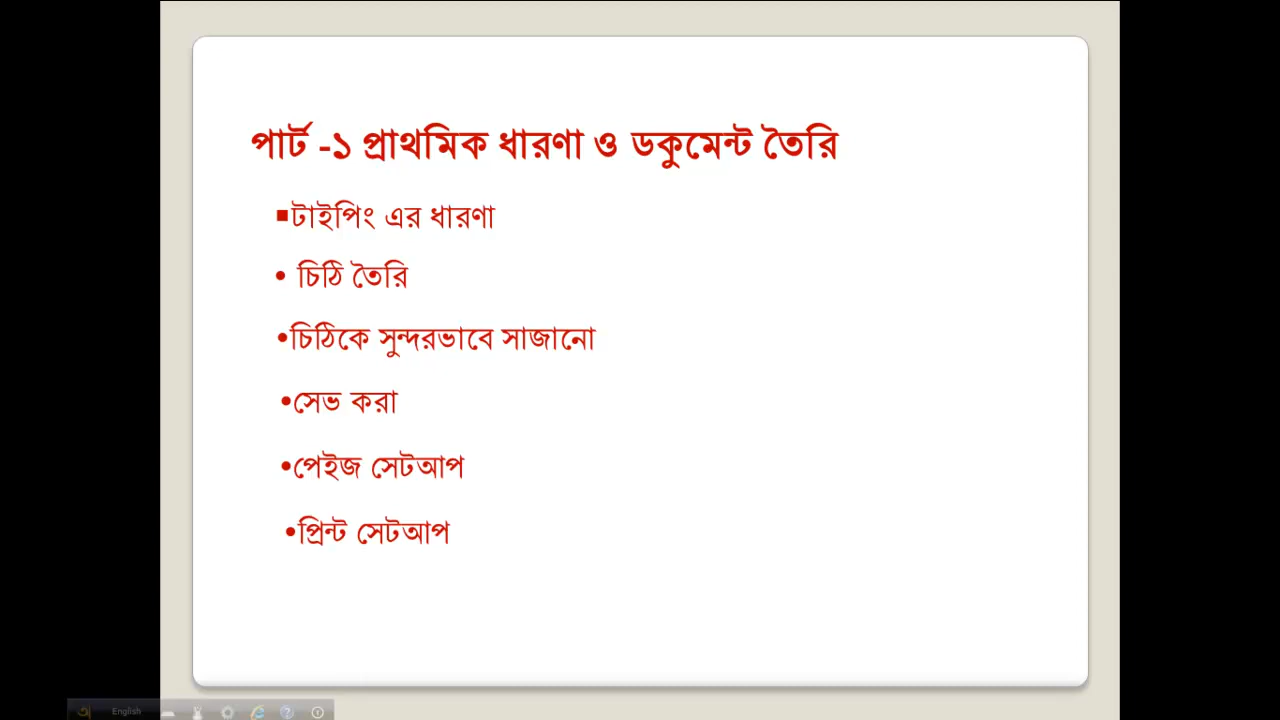 পার্ট -১ প্রাথমিক ধারণা ও ডকুমেন্ট তৈরি
▪টাইপিং এর ধারণা
• চিঠি তৈরি
•চিঠিকে সুন্দরভাবে সাজানো
•সেভ করা
•পেইজ সেটআপ
•প্রিন্ট সেটআপ
অ English